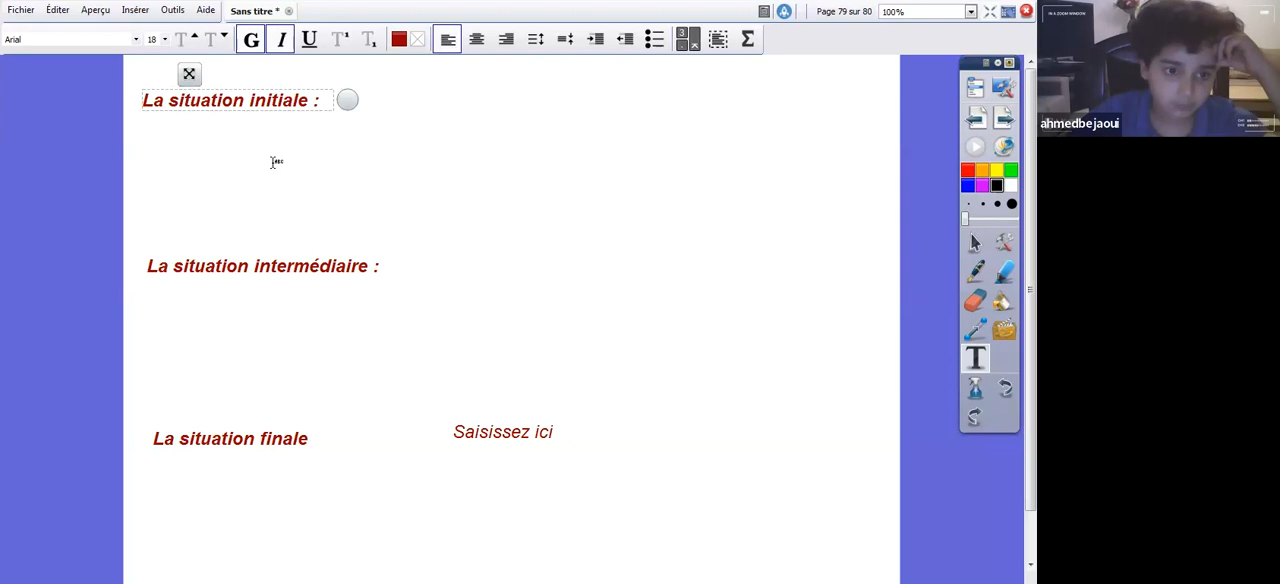 Fichier Éditer Aperçu Insérer Outils Aide Sans titre * Page 79 sur 80 100%
Arial 18
La situation initiale :
La situation intermédiaire :
La situation finale
Saisissez ici
ahmedbejaoui